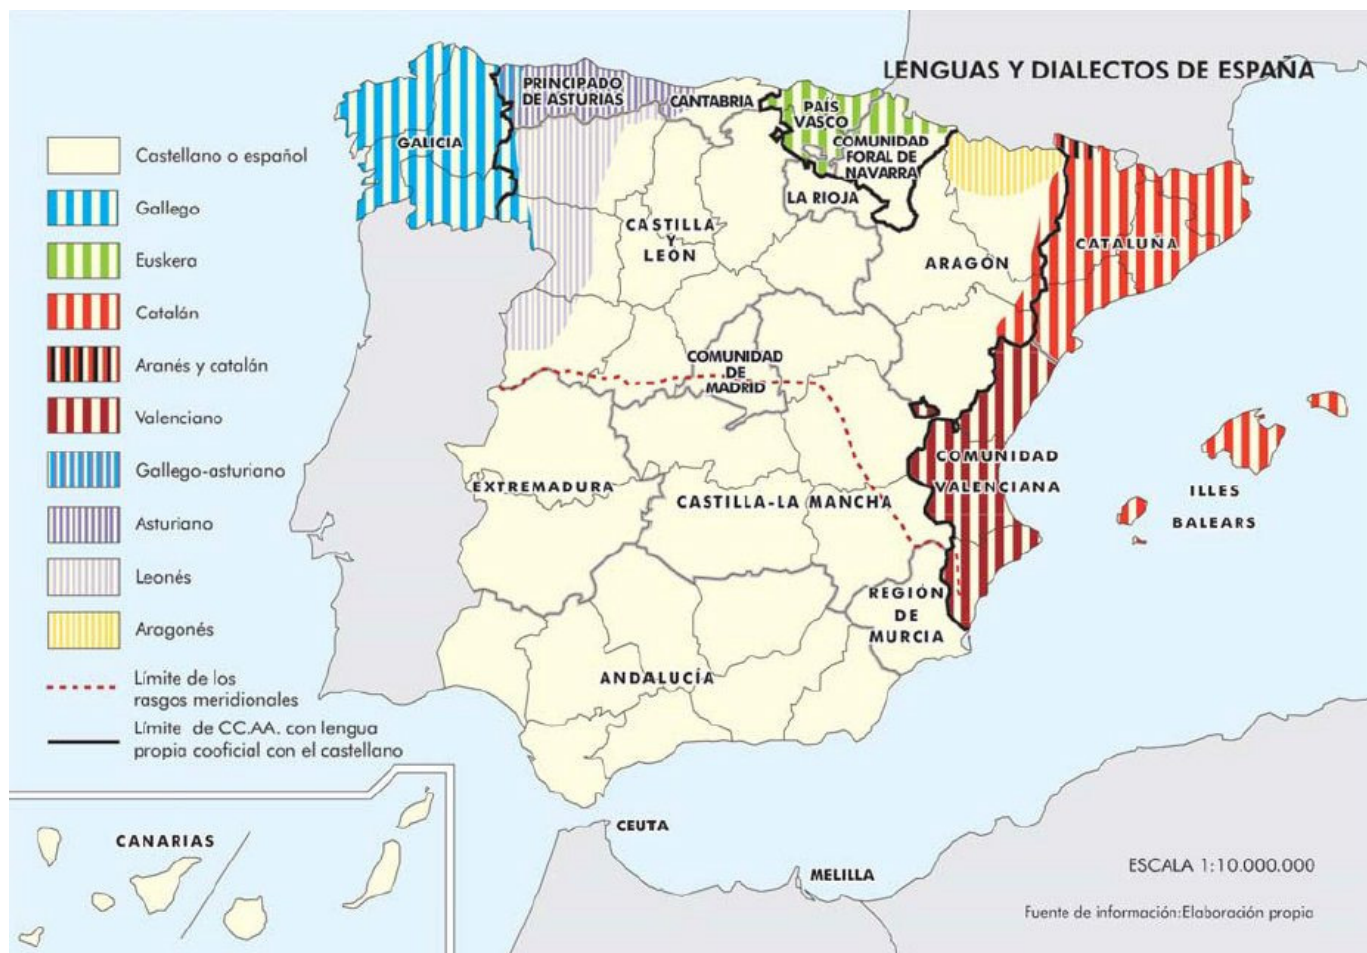 LENGUAS Y DIALECTOS DE ESPAÑA
Castellano o español
Gallego
Euskera
Catalán
Aranés y catalán
Valenciano
Gallego-asturiano
Asturiano
Leonés
Aragonés
Límite de los
rasgos meridionales
Límite de CC.AA. con lengua
propia cooficial con el castellano
GALICIA
PRINCIPADO
DE ASTURIAS
CANTABRIA
PAÍS
VASCO
COMUNIDAD
FORAL DE
NAVARRA
LA RIOJA
CASTILLA
Y
LEÓN
ARAGÓN
CATALUÑA
COMUNIDAD
DE
MADRID
EXTREMADURA
CASTILLA-LA MANCHA
COMUNIDAD
VALENCIANA
ILLES
BALEARS
REGIÓN
DE
MURCIA
ANDALUCÍA
CANARIAS
CEUTA
MELILLA
ESCALA 1:10.000.000
Fuente de información:Elaboración propia